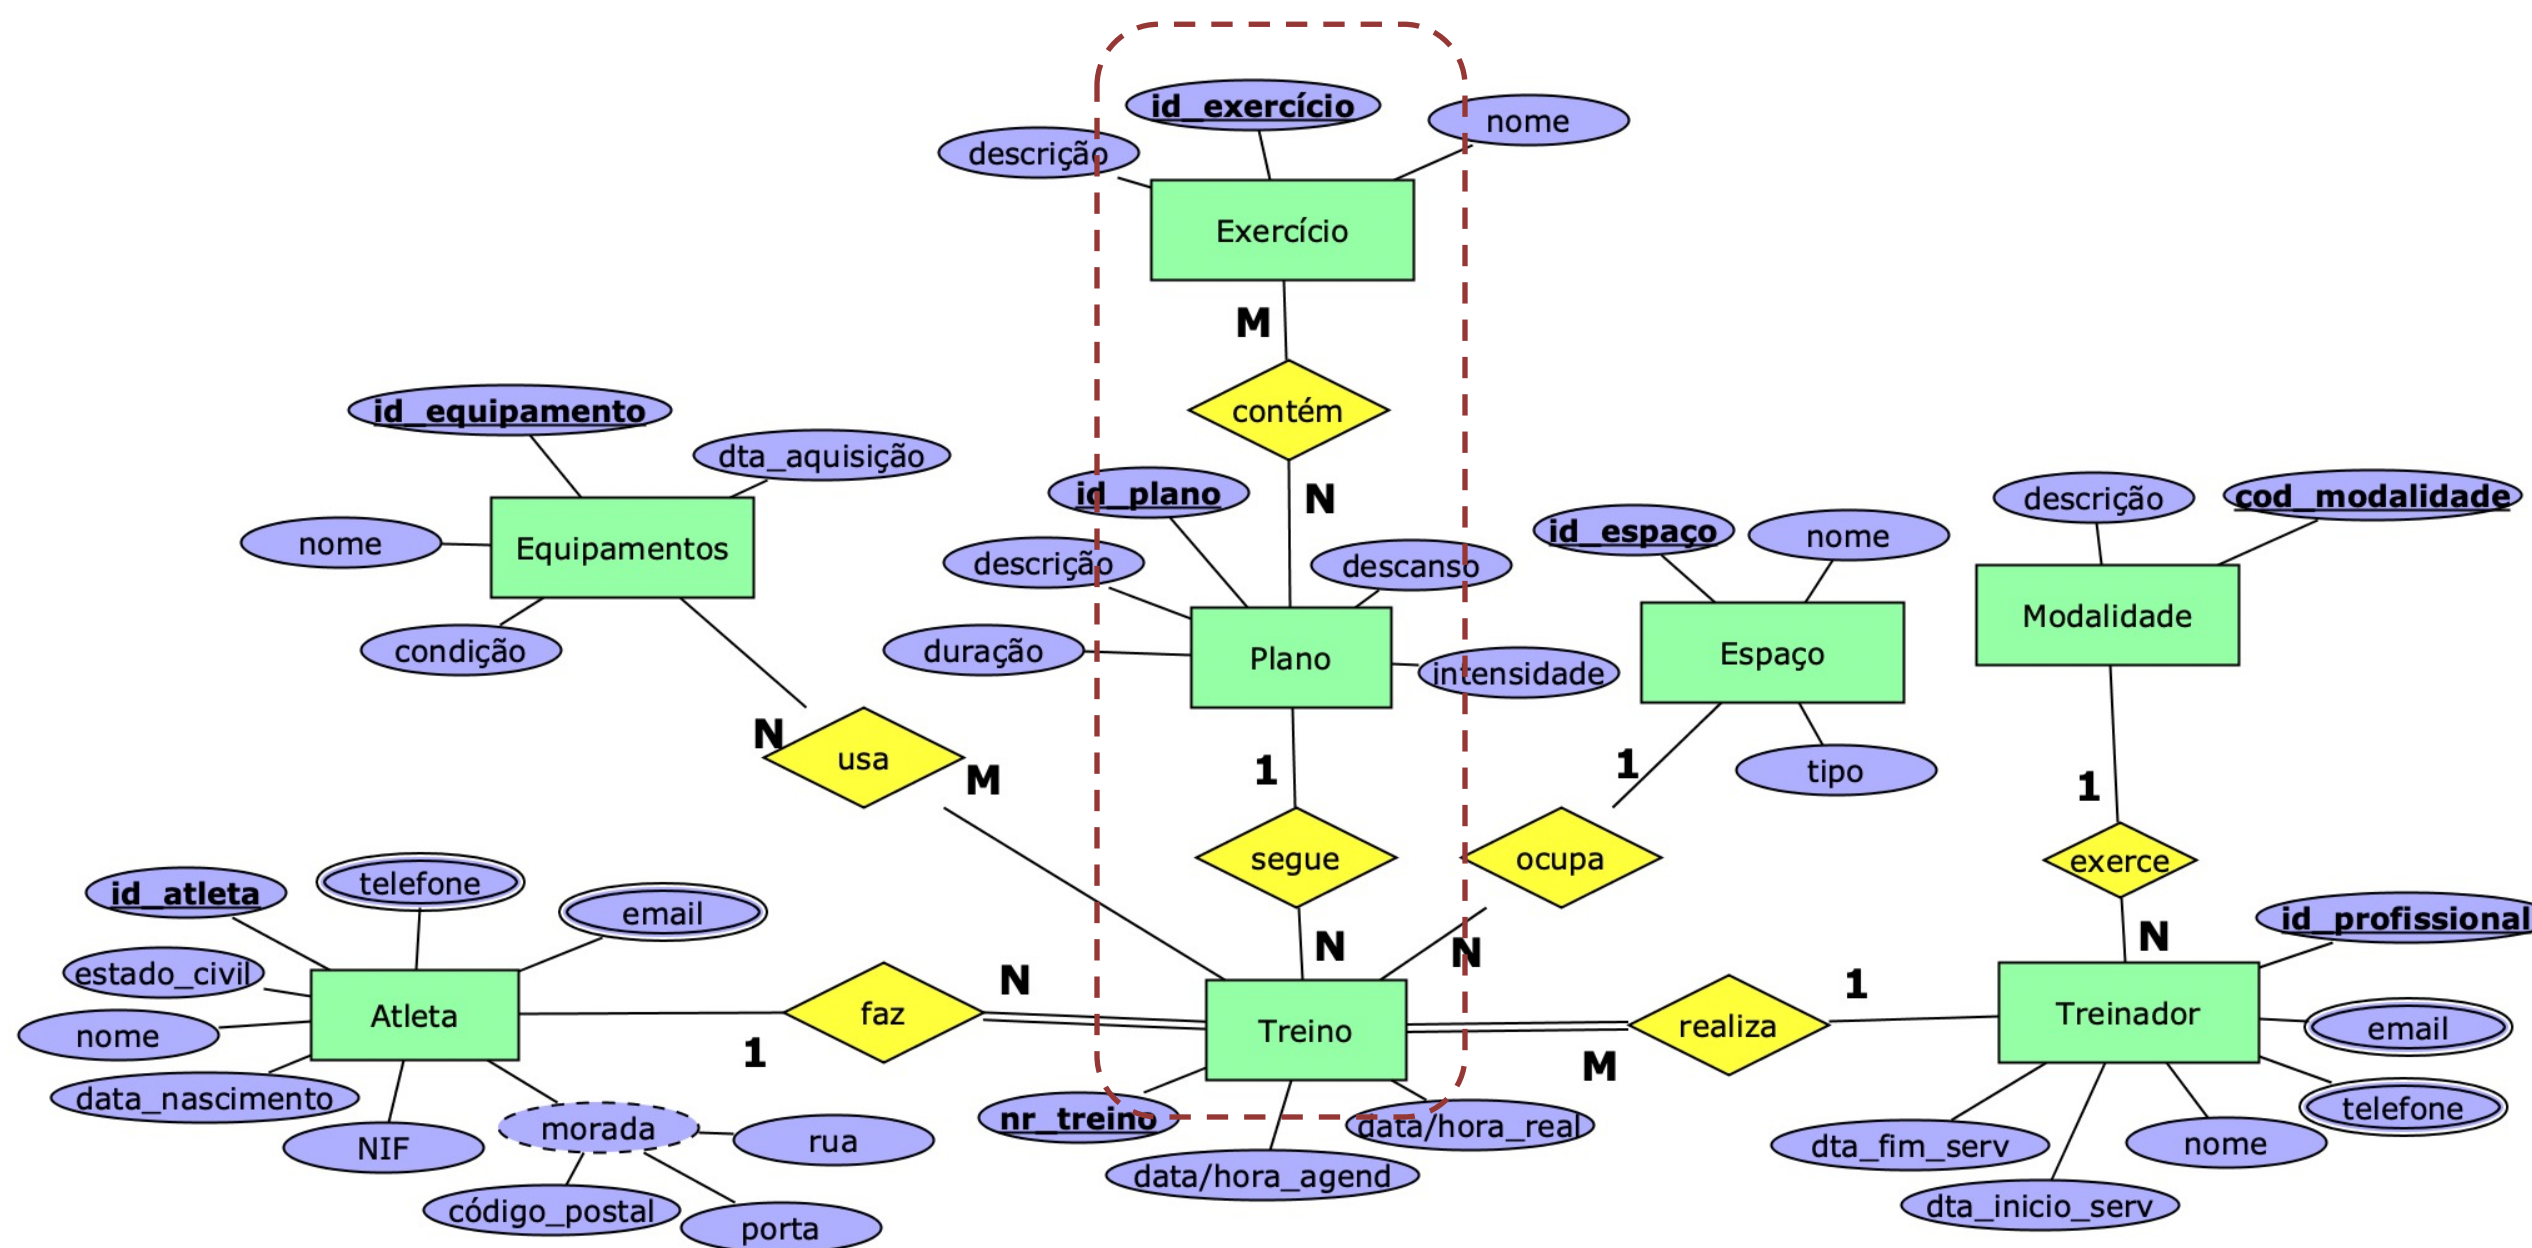 id_exercício
nome
descrição
Exercício
M
contém
N
id_equipamento
dta_aquisição
nome
Equipamentos
condição
id_plano
descrição
descanso
duração
Plano
intensidade
id_espaço
nome
Espaço
tipo
descrição
cod_modalidade
Modalidade
N
usa
M
1
segue
N
1
ocupa
N
1
exerce
N
id_atleta
telefone
email
estado_civil
nome
Atleta
data_nascimento
NIF
morada
rua
código_postal
porta
1
faz
N
Treino
nr_treino
data/hora_agend
data/hora_real
M
realiza
1
Treinador
id_profissional
email
telefone
nome
dta_fim_serv
dta_inicio_serv